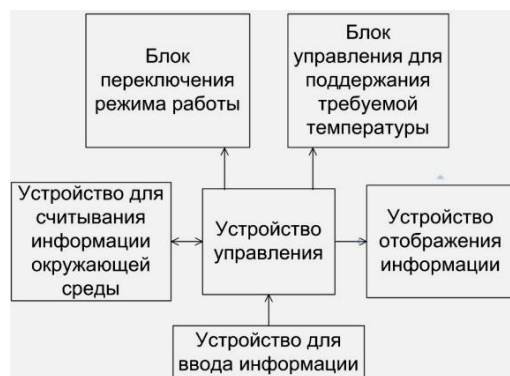 Блок
переключения
режима работы
Блок
управления для
поддержания
требуемой
температуры
Устройство для
считывания
информации
окружающей
среды
Устройство
управления
Устройство
отображения
информации
Устройство для
ввода информации